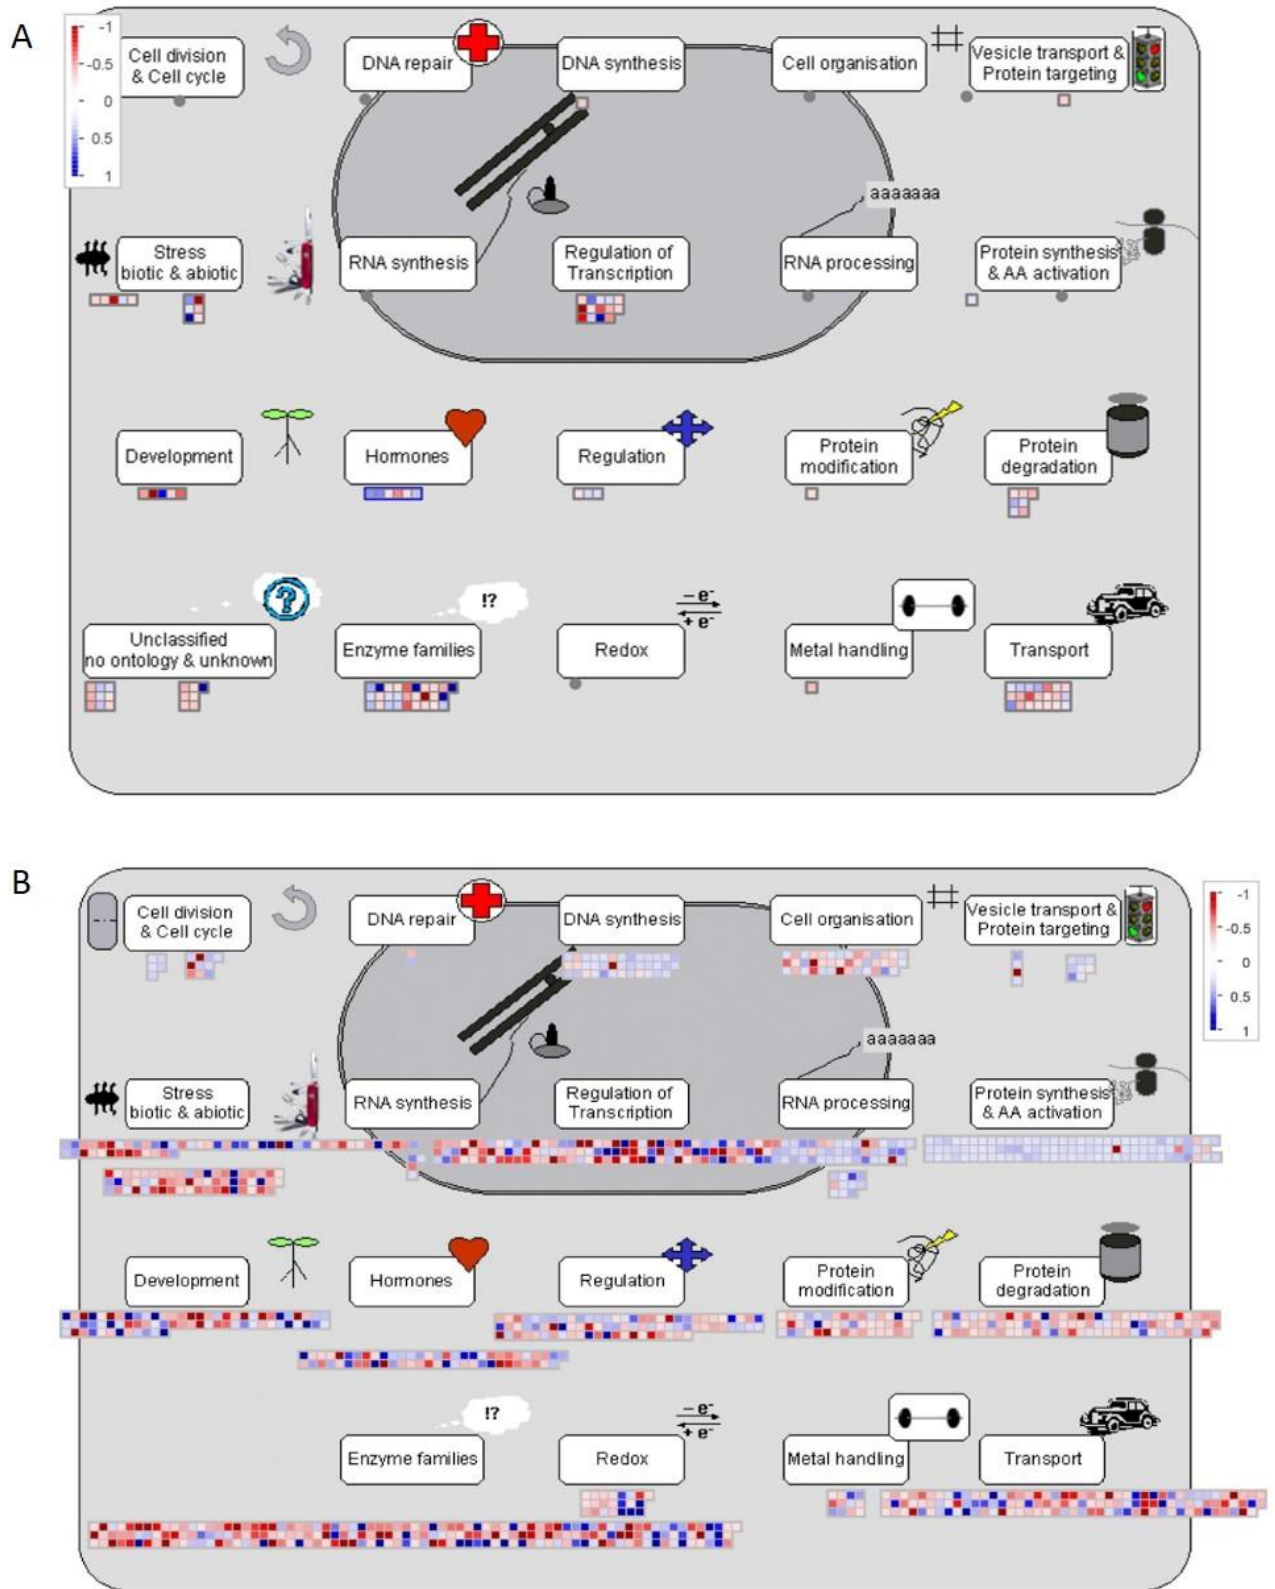 A
-1
-0.5
0
0.5
1
Cell division
& Cell cycle
DNA repair
DNA synthesis
Cell organisation
Vesicle transport &
Protein targeting
aaaaaaa
Stress
biotic & abiotic
RNA synthesis
Regulation of
Transcription
RNA processing
Protein synthesis
& AA activation
Development
Hormones
Regulation
Protein
modification
Protein
degradation
?
!?
– e-
+ e-
Unclassified
no ontology & unknown
Enzyme families
Redox
Metal handling
Transport
B
-1
-0.5
0
0.5
1
Cell division
& Cell cycle
DNA repair
DNA synthesis
Cell organisation
Vesicle transport &
Protein targeting
aaaaaaa
Stress
biotic & abiotic
RNA synthesis
Regulation of
Transcription
RNA processing
Protein synthesis
& AA activation
Development
Hormones
Regulation
Protein
modification
Protein
degradation
!?
– e-
+ e-
Enzyme families
Redox
Metal handling
Transport